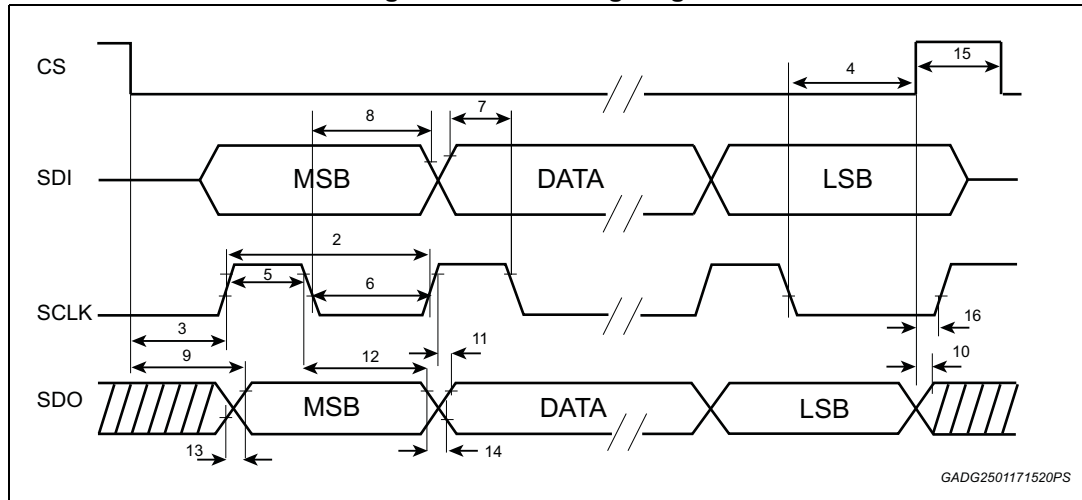 CS
4
15
8
7
SDI
MSB
DATA
LSB
2
5
6
SCLK
3
16
11
9
12
10
SDO
MSB
DATA
LSB
13
14
GADG2501171520PS